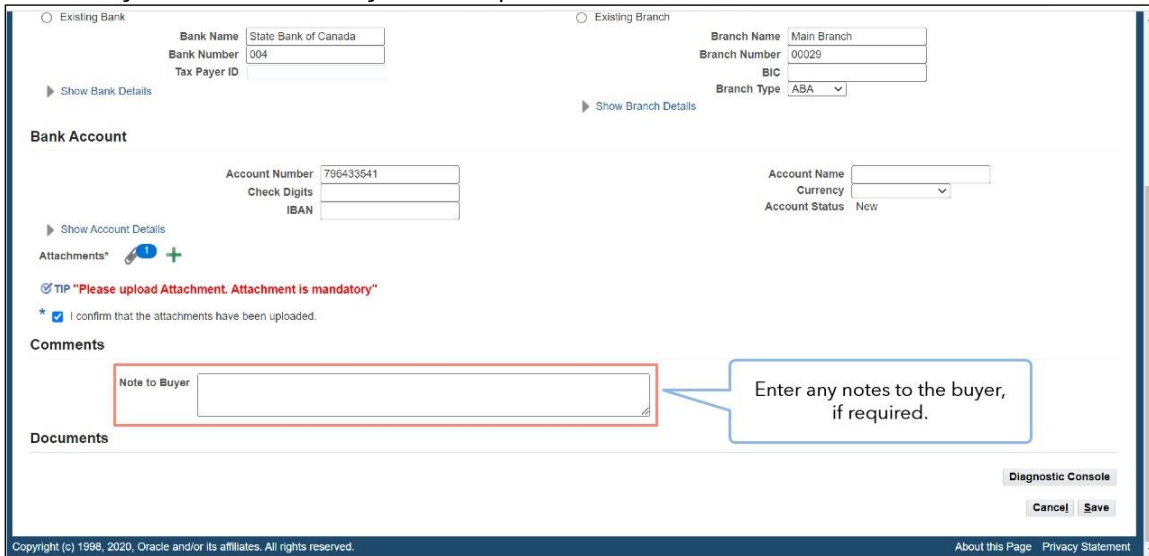 Existing Bank
Existing Branch
Bank Name State Bank of Canada
Branch Name Main Branch
Bank Number 004
Branch Number 00029
Tax Payer ID
BIC
Show Bank Details
Branch Type ABA
Show Branch Details
Bank Account
Account Number 796433541
Account Name
Check Digits
Currency
IBAN
Account Status New
Show Account Details
Attachments* 1
TIP "Please upload Attachment. Attachment is mandatory"
* I confirm that the attachments have been uploaded.
Comments
Note to Buyer
Enter any notes to the buyer,
if required.
Documents
Diagnostic Console
Cancel Save
Copyright (c) 1998, 2020, Oracle and/or its affiliates. All rights reserved.
About this Page Privacy Statement